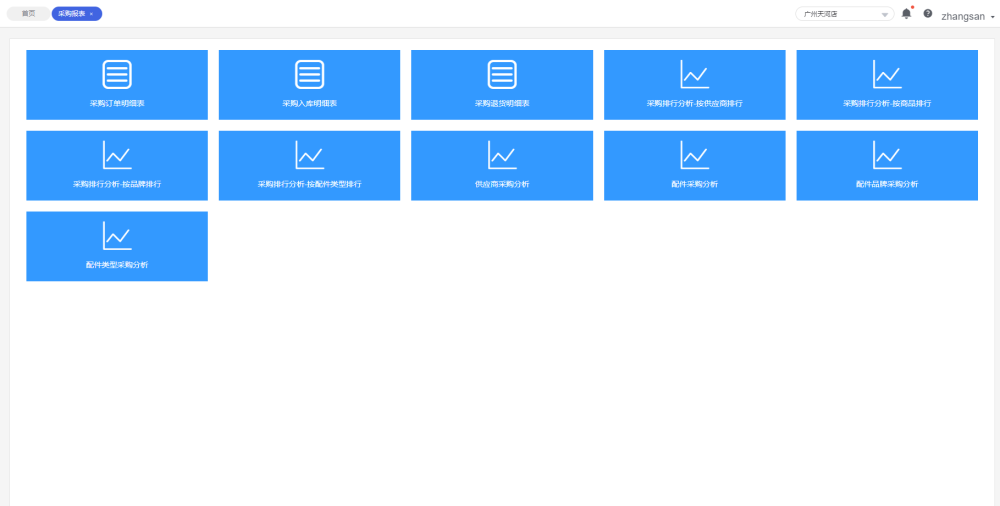 首页
采购报表 ×
广州天河店
zhangsan
采购订单明细表
采购入库明细表
采购退货明细表
采购排行分析-按供应商排行
采购排行分析-按商品排行
采购排行分析-按品牌排行
采购排行分析-按配件类型排行
供应商采购分析
配件采购分析
配件品牌采购分析
配件类型采购分析